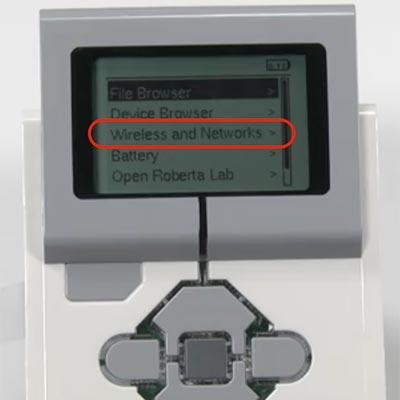 File Browser >
Device Browser >
Wireless and Networks >
Battery >
Open Roberta Lab >